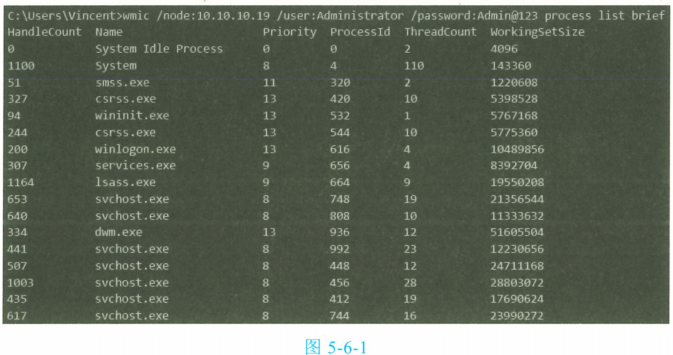 C:\Users\Vincent>wmic /node:10.10.10.19 /user:Administrator /password:Admin@123 process list brief
HandleCount Name Priority ProcessId ThreadCount WorkingSetSize
0 System Idle Process 0 0 2 4096
1100 System 8 4 110 143360
51 smss.exe 11 320 2 1220608
327 csrss.exe 13 420 10 5398528
94 wininit.exe 13 532 1 5767168
244 csrss.exe 13 544 10 5775360
200 winlogon.exe 13 616 4 10489856
307 services.exe 9 656 4 8392704
1164 lsass.exe 9 664 9 19550208
653 svchost.exe 8 748 19 21356544
640 svchost.exe 8 808 10 11333632
334 dwm.exe 13 936 12 51605504
441 svchost.exe 8 992 23 12230656
507 svchost.exe 8 448 12 24711168
1003 svchost.exe 8 456 28 28803072
435 svchost.exe 8 412 19 17690624
617 svchost.exe 8 744 16 23990272
图 5-6-1